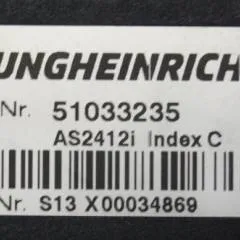 UNGHEINRICH
Nr. 51033235
AS2412i Index C
Nr. S13 X00034869